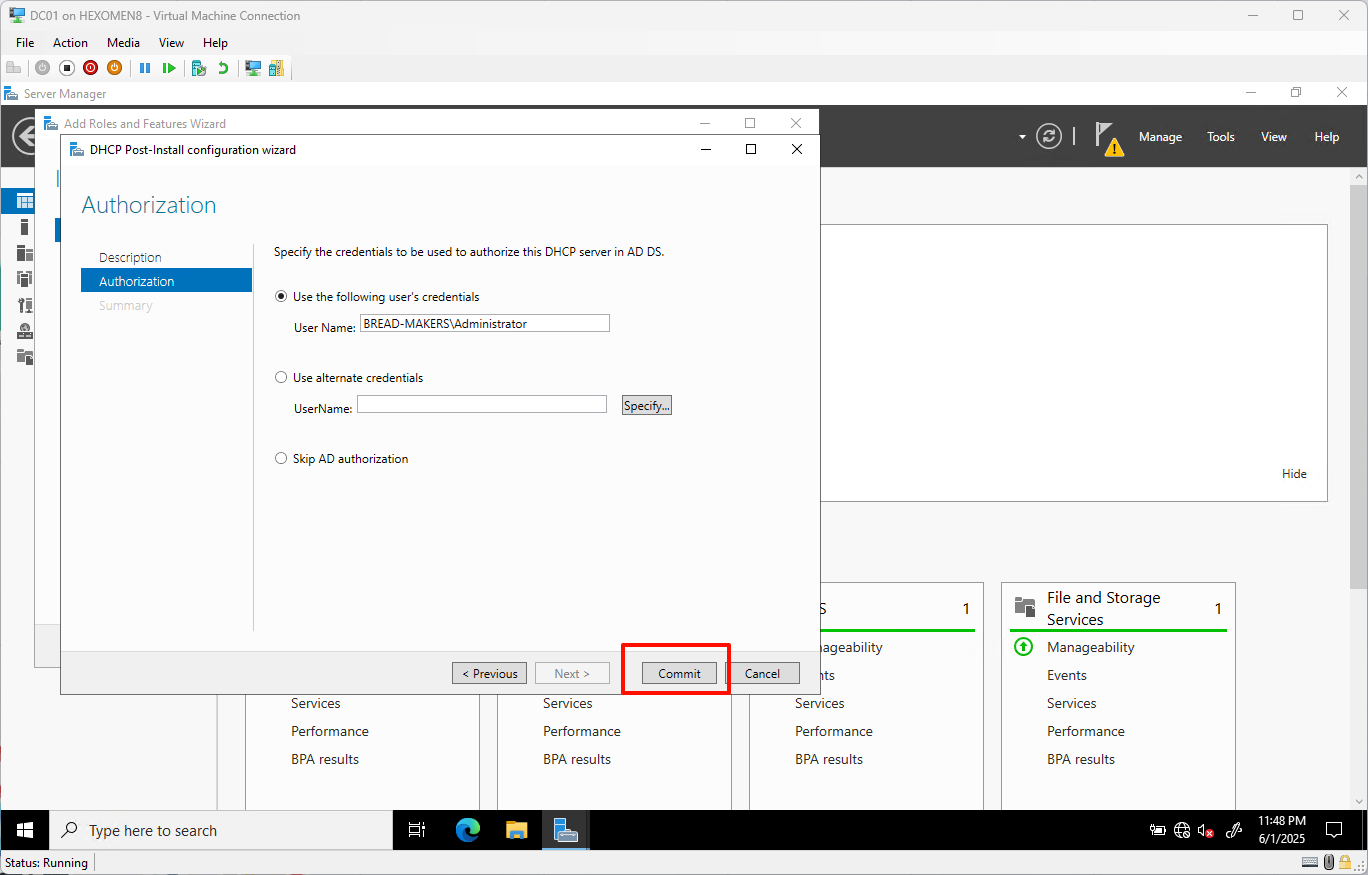 DC01 on HEXOMEN8 - Virtual Machine Connection
File Action Media View Help
Server Manager
Add Roles and Features Wizard
Manage Tools View Help
DHCP Post-Install configuration wizard
Authorization
Description
Authorization
Summary
Specify the credentials to be used to authorize this DHCP server in AD DS.
Use the following user's credentials
User Name: BREAD-MAKERS\Administrator
Use alternate credentials
UserName:
Specify...
Skip AD authorization
Hide
< Previous Next > Commit Cancel
S 1
File and Storage
Services 1
nageability
Manageability
nts
Events
Services Services Services Services
Performance Performance Performance Performance
BPA results BPA results BPA results BPA results
Type here to search
11:48 PM
6/1/2025
Status: Running